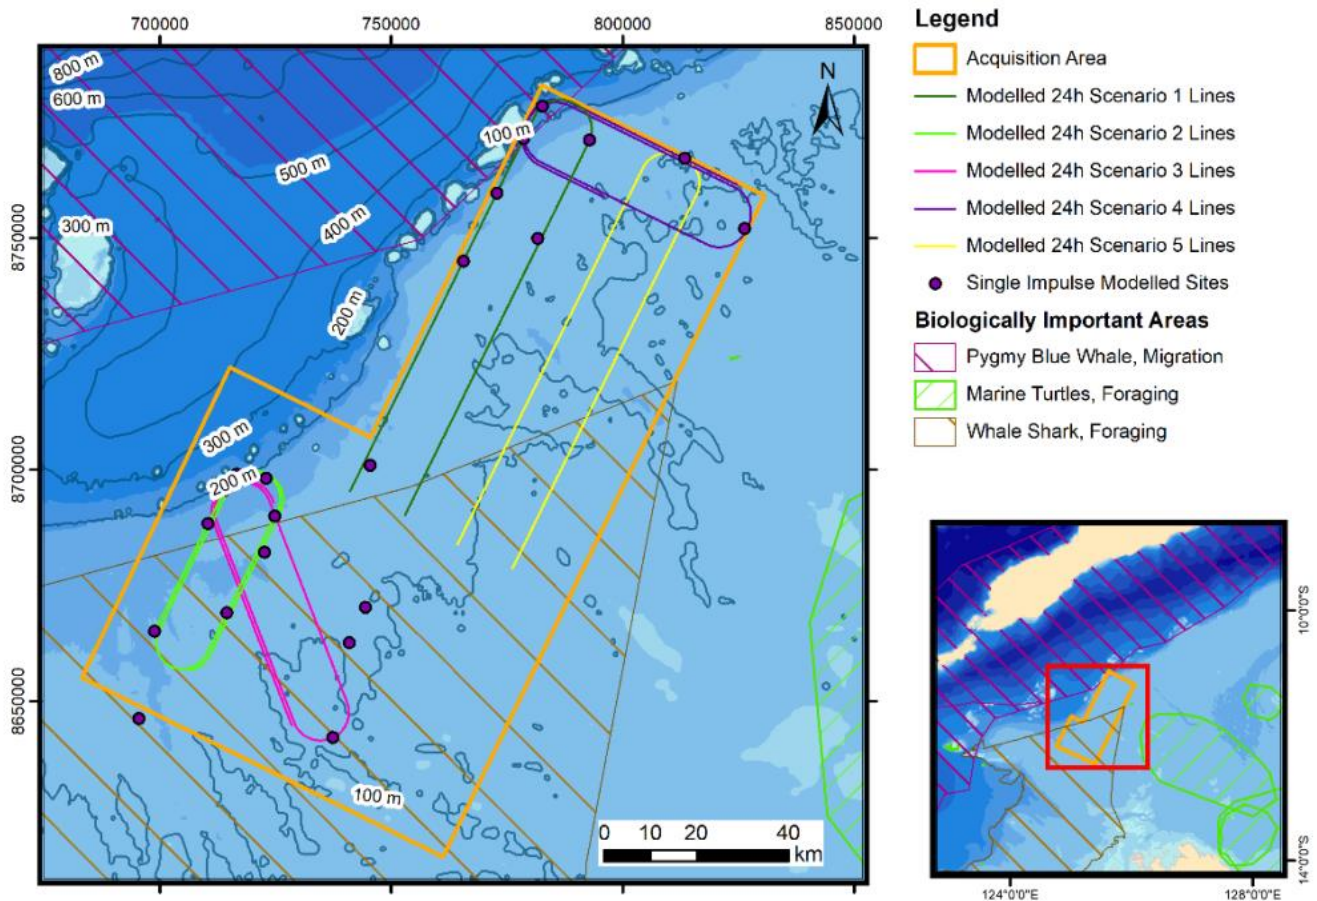 700000 750000 800000 850000
800 m
600 m
N
100 m
500 m
400 m
300 m
8750000
200 m
300 m
8700000
200 m
8650000
100 m
0 10 20 40
km
Legend
Acquisition Area
Modelled 24h Scenario 1 Lines
Modelled 24h Scenario 2 Lines
Modelled 24h Scenario 3 Lines
Modelled 24h Scenario 4 Lines
Modelled 24h Scenario 5 Lines
Single Impulse Modelled Sites
Biologically Important Areas
Pygmy Blue Whale, Migration
Marine Turtles, Foraging
Whale Shark, Foraging
10°0'0"S
14°0'0"S
124°0'0"E 128°0'0"E